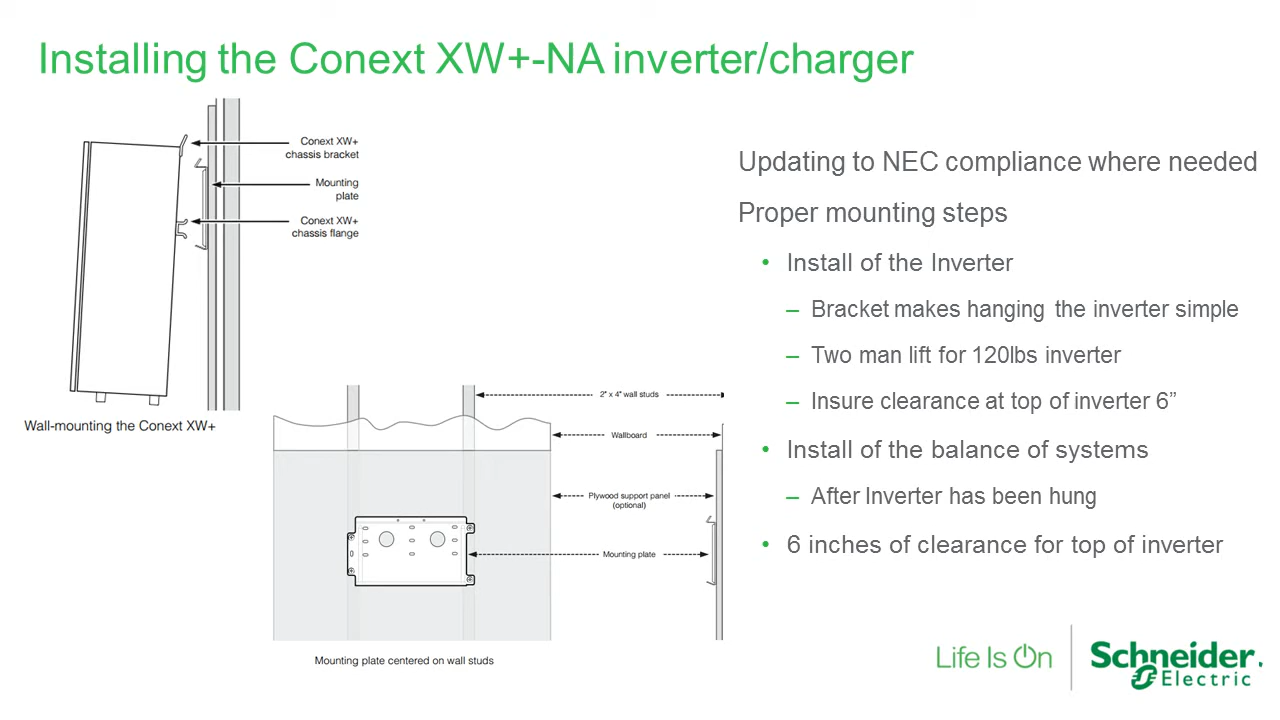 Installing the Conext XW+-NA inverter/charger
Conext XW+
chassis bracket
Mounting
plate
Conext XW+
chassis flange
Wall-mounting the Conext XW+
2" x 4" wall studs
Wallboard
Plywood support panel
(optional)
Mounting plate
Mounting plate centered on wall studs
Updating to NEC compliance where needed
Proper mounting steps
• Install of the Inverter
– Bracket makes hanging the inverter simple
– Two man lift for 120lbs inverter
– Insure clearance at top of inverter 6”
• Install of the balance of systems
– After Inverter has been hung
• 6 inches of clearance for top of inverter
Life Is On
Schneider
Electric